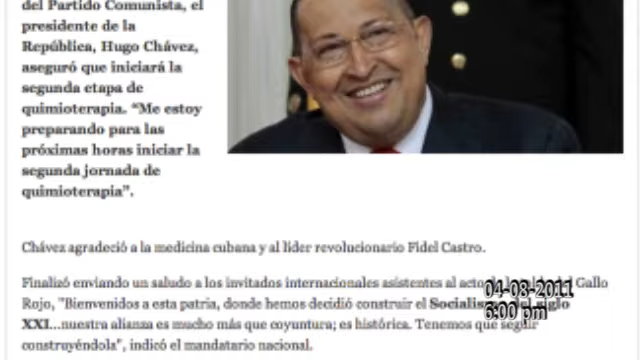 del Partido Comunista, el
presidente de la
República, Hugo Chávez,
aseguró que iniciará la
segunda etapa de
quimioterapia. "Me estoy
preparando para las
próximas horas iniciar la
segunda jornada de
quimioterapia".
Chávez agradeció a la medicina cubana y al líder revolucionario Fidel Castro.
Finalizó enviando un saludo a los invitados internacionales asistentes al acto Gallo
Rojo, "Bienvenidos a esta patria, donde hemos decidió construir el Socialismo del siglo
XXI...nuestra alianza es mucho más que coyuntura; es histórica. Tenemos que seguir
construyéndola", indicó el mandatario nacional.
04-08-2011
6:00 pm